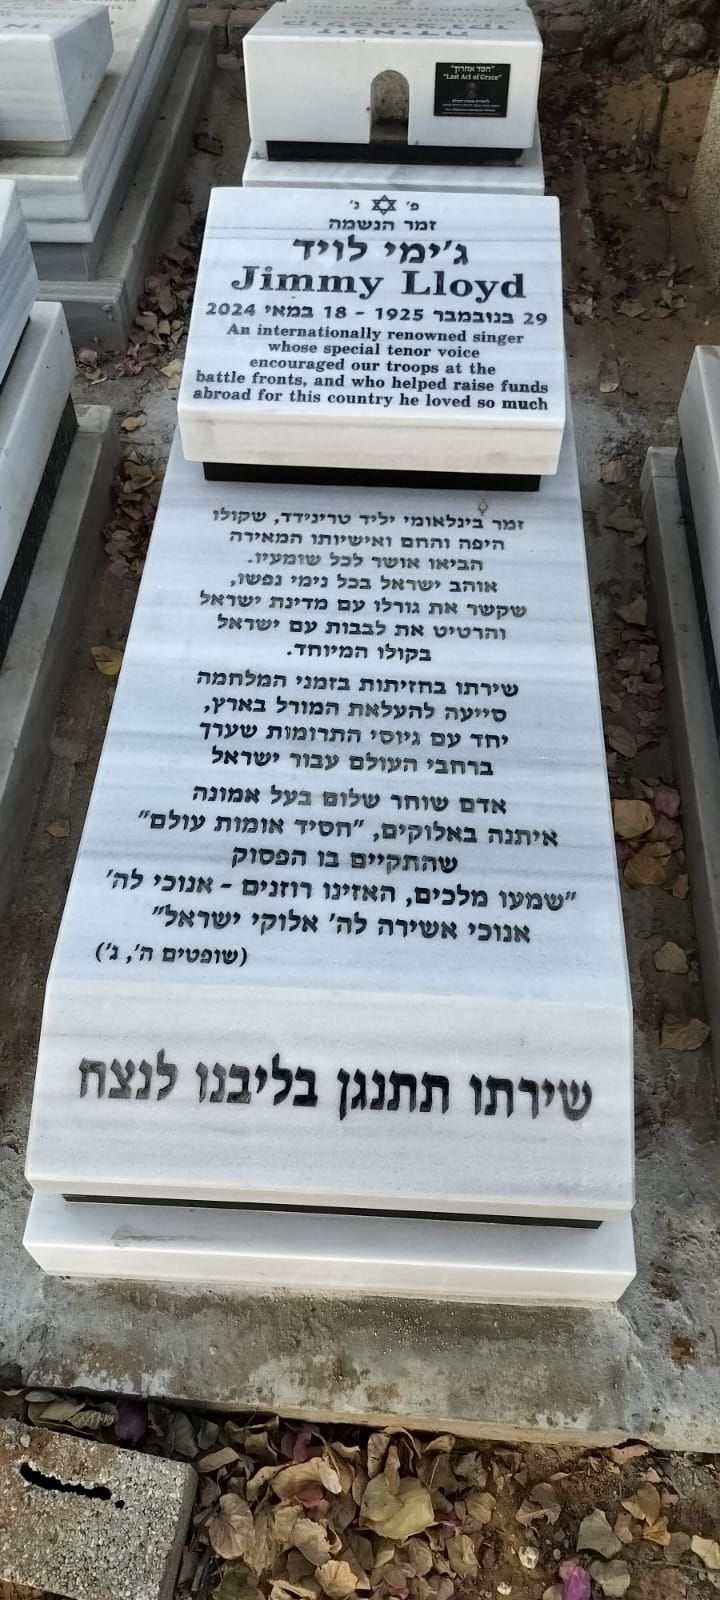 "חסד אחרון"
"Last Act of Grace"
פ' נ'
זמר הנשמה
ג'ימי לויד
Jimmy Lloyd
29 בנובמבר 1925 - 18 במאי 2024
An internationally renowned singer
whose special tenor voice
encouraged our troops at the
battle fronts, and who helped raise funds
abroad for this country he loved so much
זמר בינלאומי יליד טרינידד, שקולו
היפה והחם ואישיותו המאירה
הביאו אושר לכל שומעיו.
אוהב ישראל בכל נימי נפשו,
שקשר את גורלו עם מדינת ישראל
והרטיט את לבבות עם ישראל
בקולו המיוחד.
שירתו בחזיתות בזמני המלחמה
סייעה להעלאת המורל בארץ,
יחד עם גיוסי התרומות שערך
ברחבי העולם עבור ישראל
אדם שוחר שלום בעל אמונה
איתנה באלוקים, "חסיד אומות עולם"
שהתקיים בו הפסוק
"שמעו מלכים, האזינו רוזנים - אנוכי לה'
אנוכי אשירה לה' אלוקי ישראל"
(שופטים ה', ג')
שירתו תתנגן בליבנו לנצח